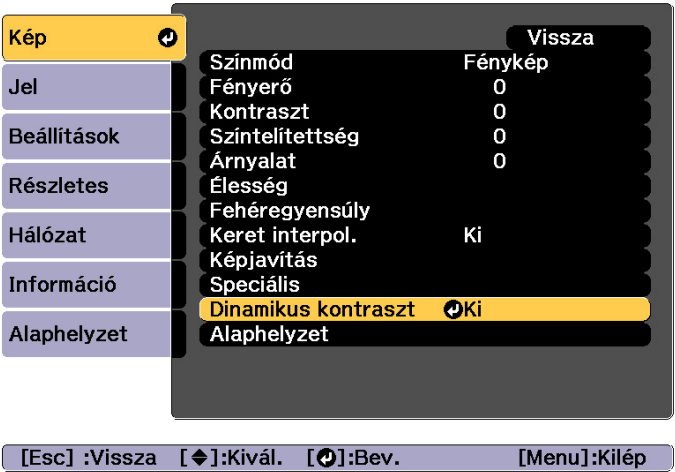 Kép
Jel
Beállítások
Részletes
Hálózat
Információ
Alaphelyzet
Vissza
Színmód Fénykép
Fényerő 0
Kontraszt 0
Színtelítettség 0
Árnyalat 0
Élesség
Fehéregyensúly
Keret interpol. Ki
Képjavítás
Speciális
Dinamikus kontraszt Ki
Alaphelyzet
[Esc] :Vissza [◆]:Kivál. [↲]:Bev. [Menu]:Kilép